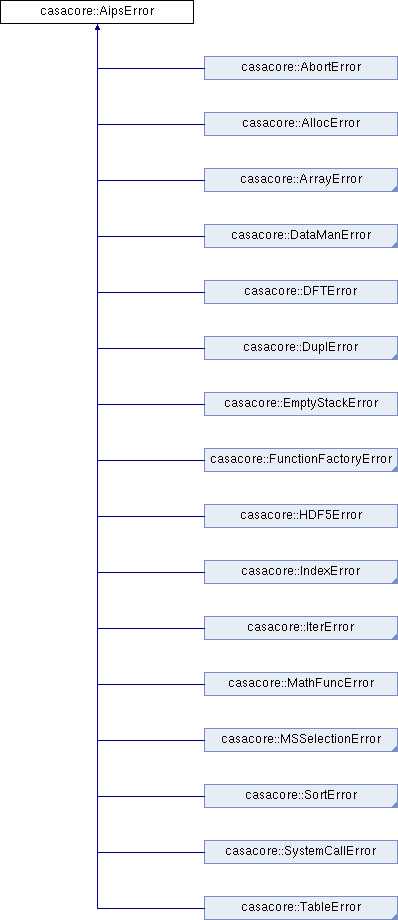 casacore::AipsError
casacore::AbortError
casacore::AllocError
casacore::ArrayError
casacore::DataManError
casacore::DFTError
casacore::DuplError
casacore::EmptyStackError
casacore::FunctionFactoryError
casacore::HDF5Error
casacore::IndexError
casacore::IterError
casacore::MathFuncError
casacore::MSSelectionError
casacore::SortError
casacore::SystemCallError
casacore::TableError